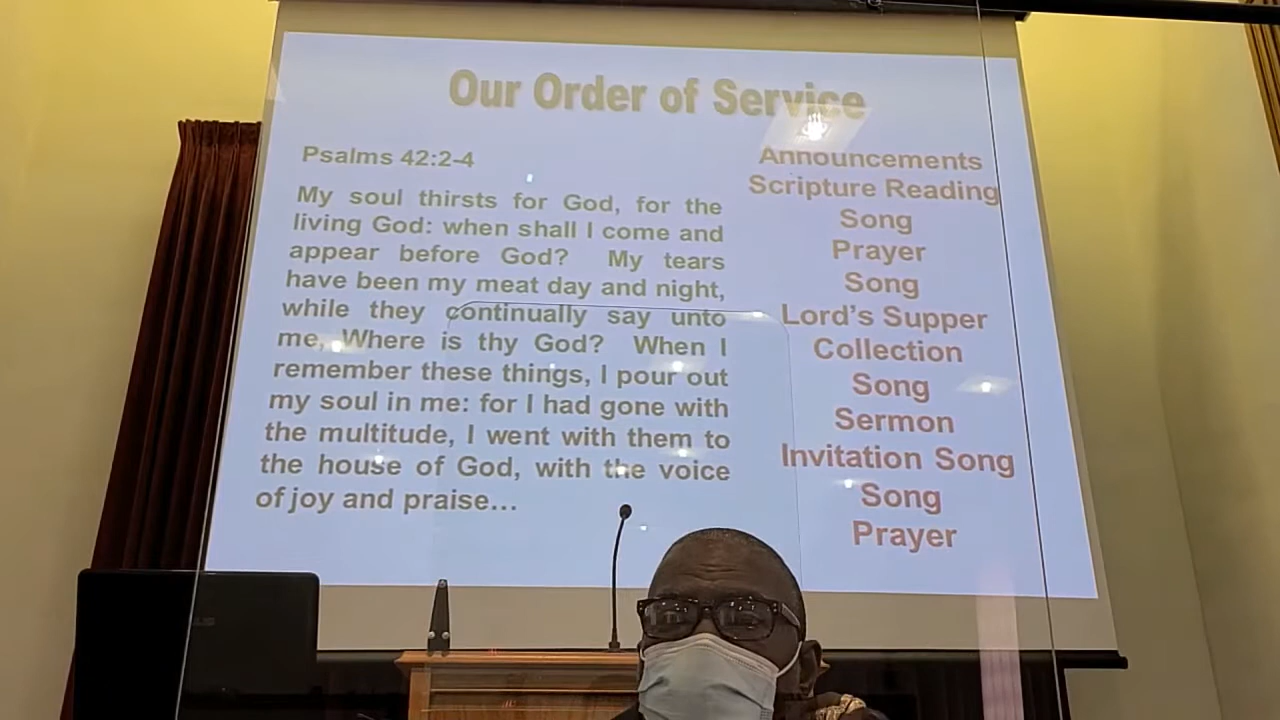 Our Order of Service
Psalms 42:2-4
My soul thirsts for God, for the
living God: when shall I come and
appear before God? My tears
have been my meat day and night,
while they continually say unto
me, Where is thy God? When I
remember these things, I pour out
my soul in me: for I had gone with
the multitude, I went with them to
the house of God, with the voice
of joy and praise…
Announcements
Scripture Reading
Song
Prayer
Song
Lord's Supper
Collection
Song
Sermon
Invitation Song
Song
Prayer